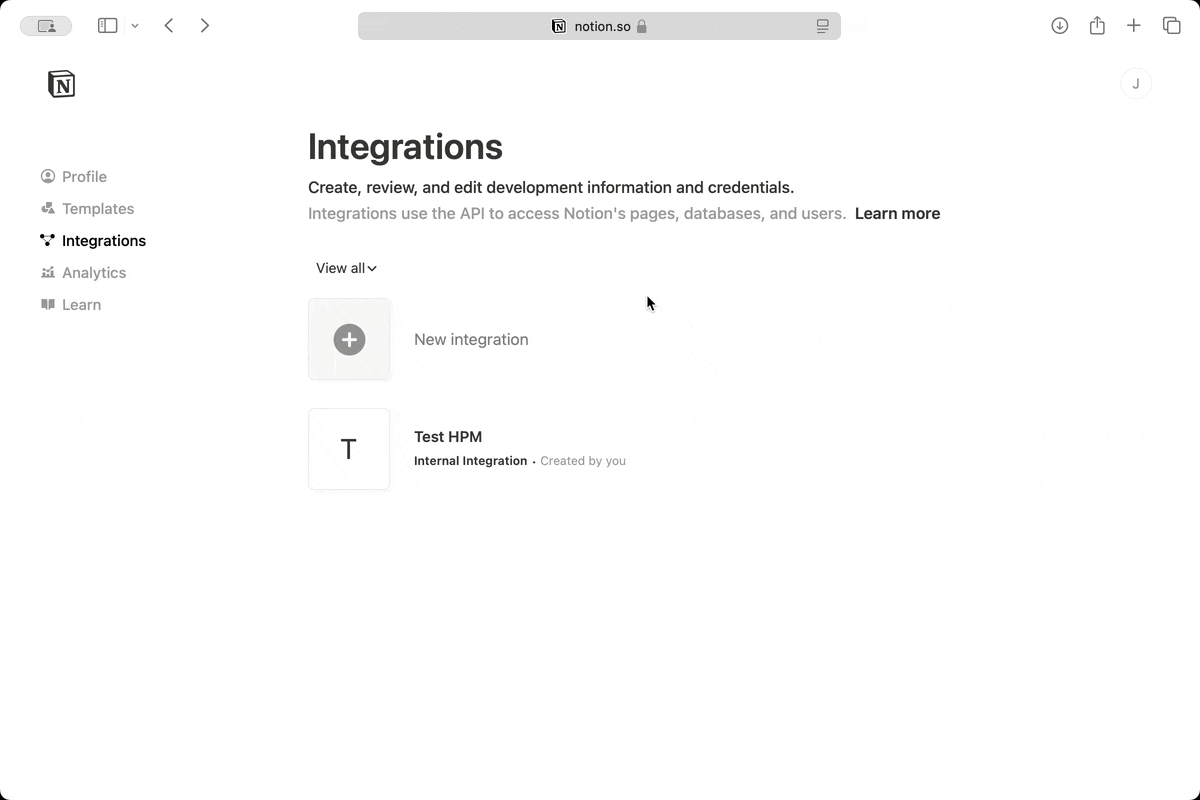 notion.so
N
J
Integrations
Create, review, and edit development information and credentials.
Integrations use the API to access Notion's pages, databases, and users. Learn more
Profile
Templates
Integrations
Analytics
Learn
View all
New integration
T
Test HPM
Internal Integration · Created by you